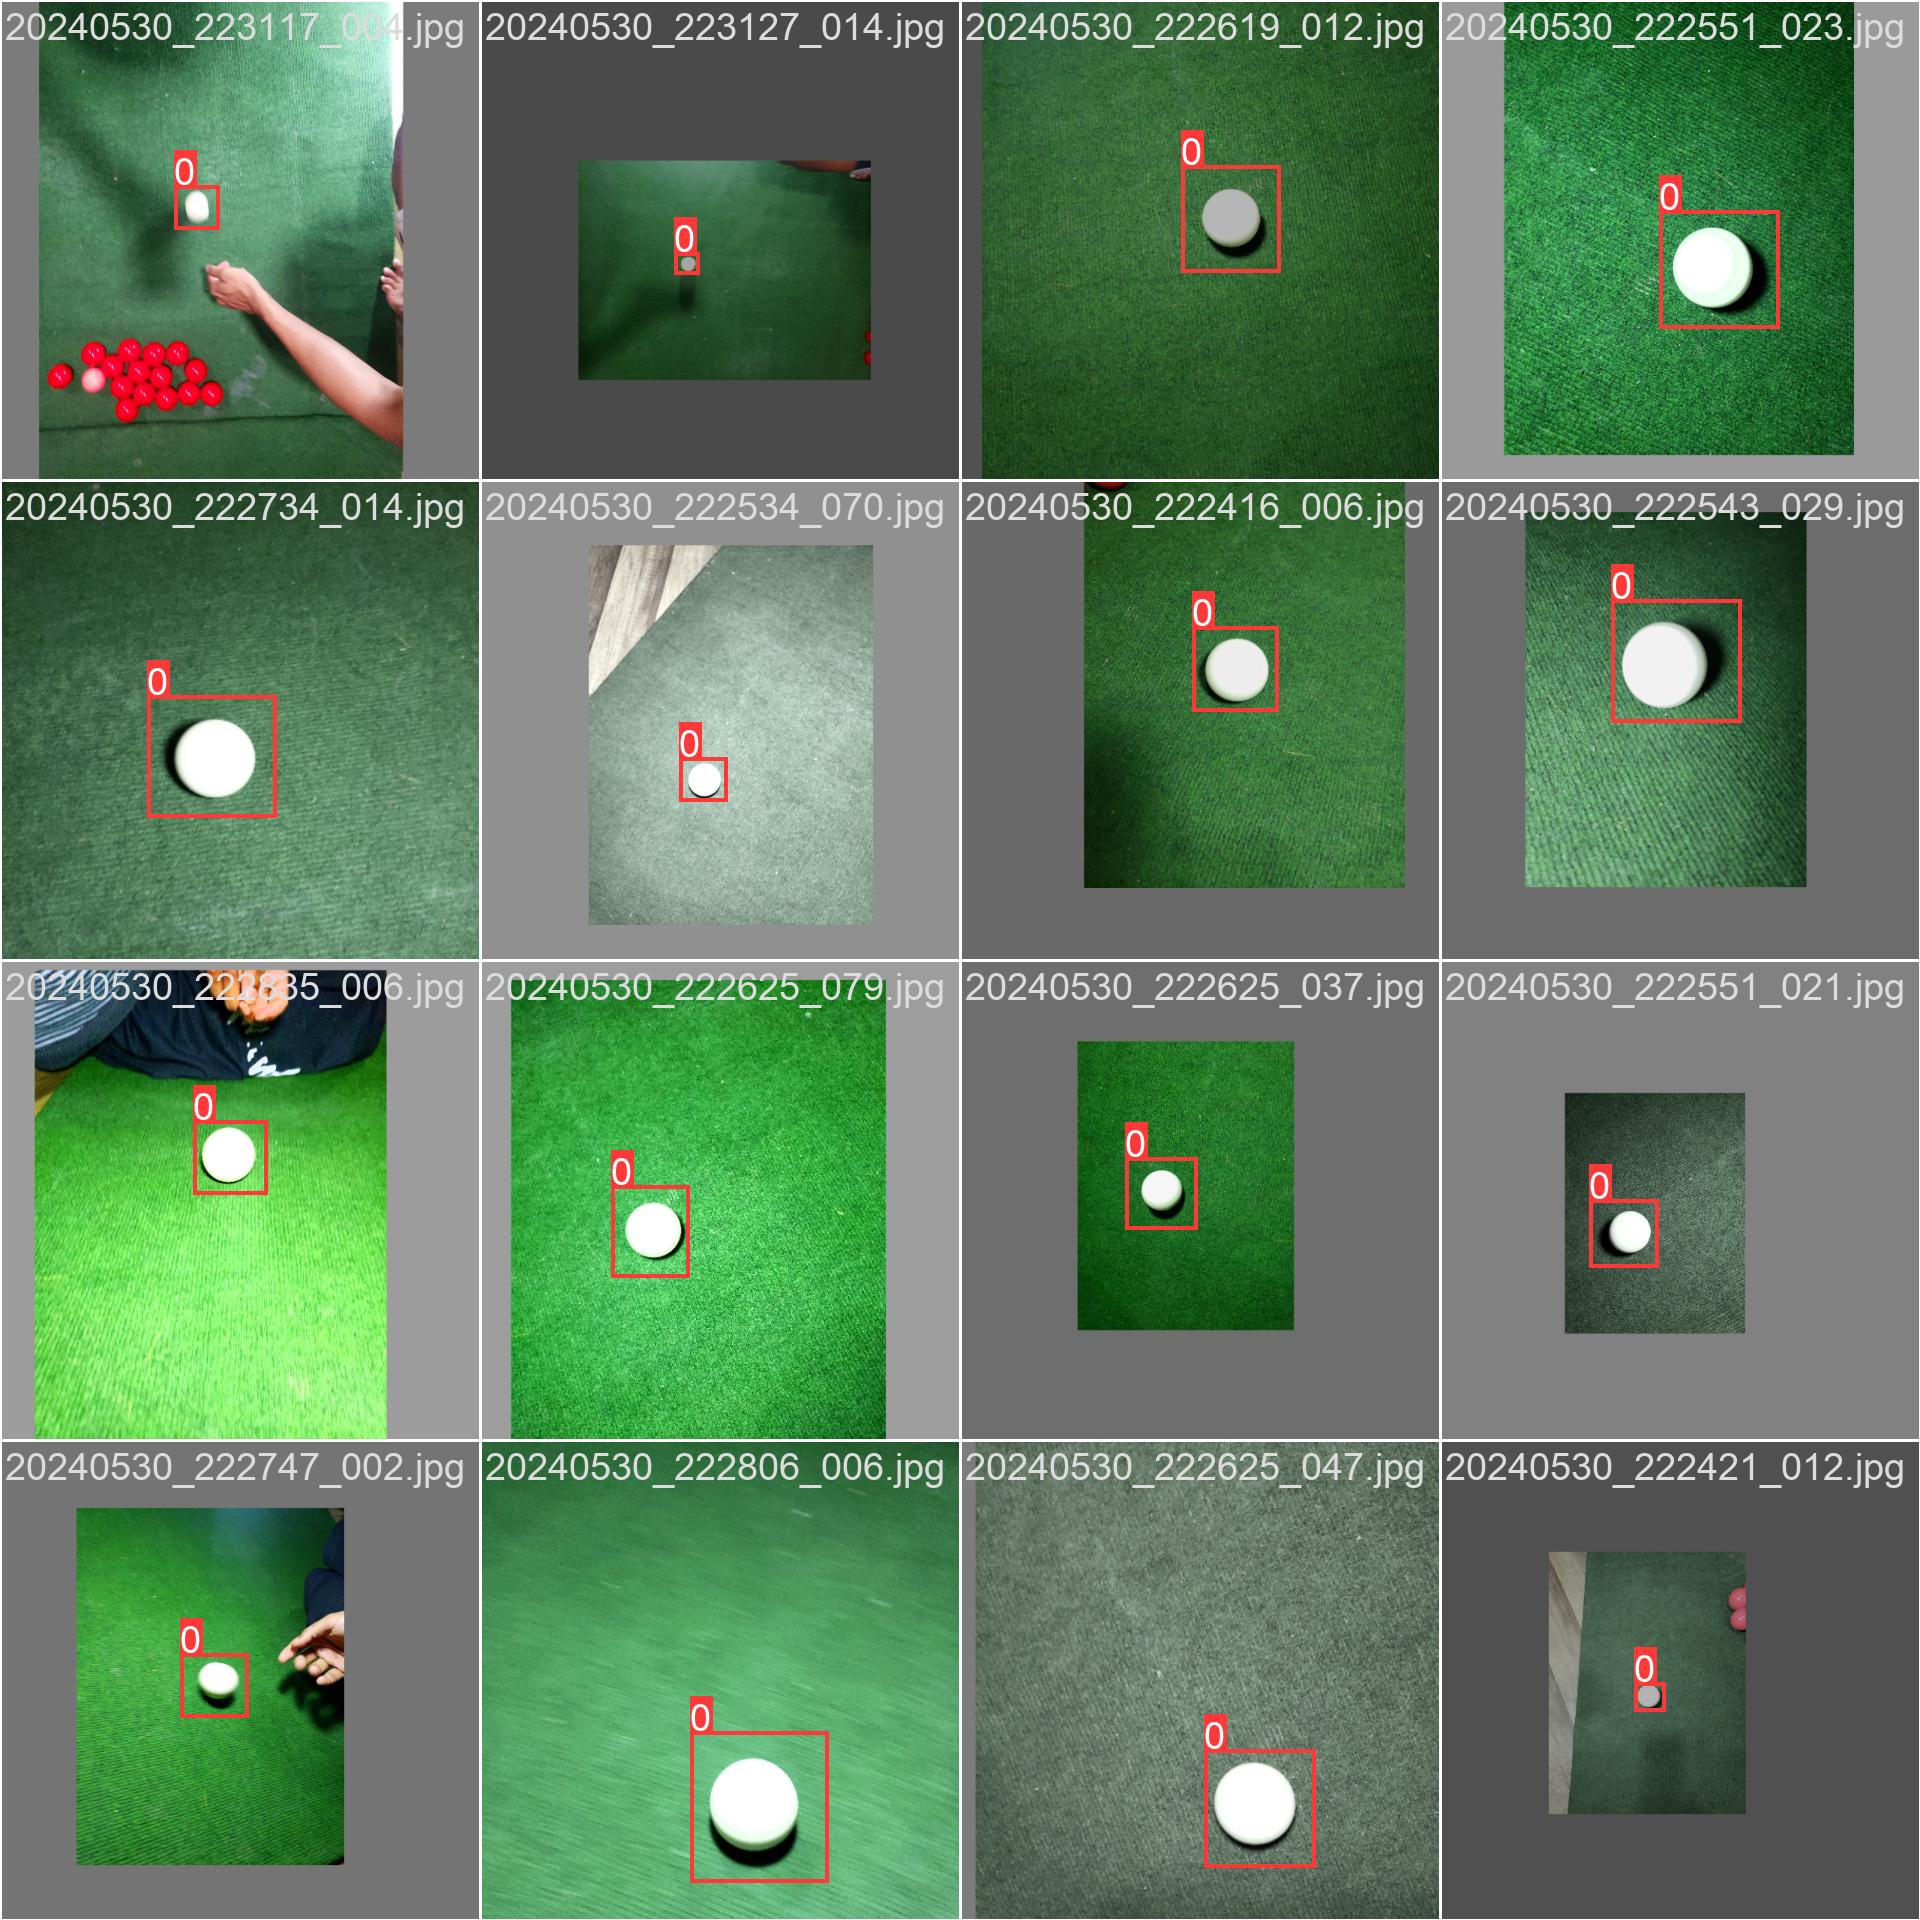 20240530_223117_004.jpg
20240530_223127_014.jpg
20240530_222619_012.jpg
20240530_222551_023.jpg
0
0
0
0
20240530_222734_014.jpg
20240530_222534_070.jpg
20240530_222416_006.jpg
20240530_222543_029.jpg
0
0
0
0
20240530_222835_006.jpg
20240530_222625_079.jpg
20240530_222625_037.jpg
20240530_222551_021.jpg
0
0
0
0
20240530_222747_002.jpg
20240530_222806_006.jpg
20240530_222625_047.jpg
20240530_222421_012.jpg
0
0
0
0